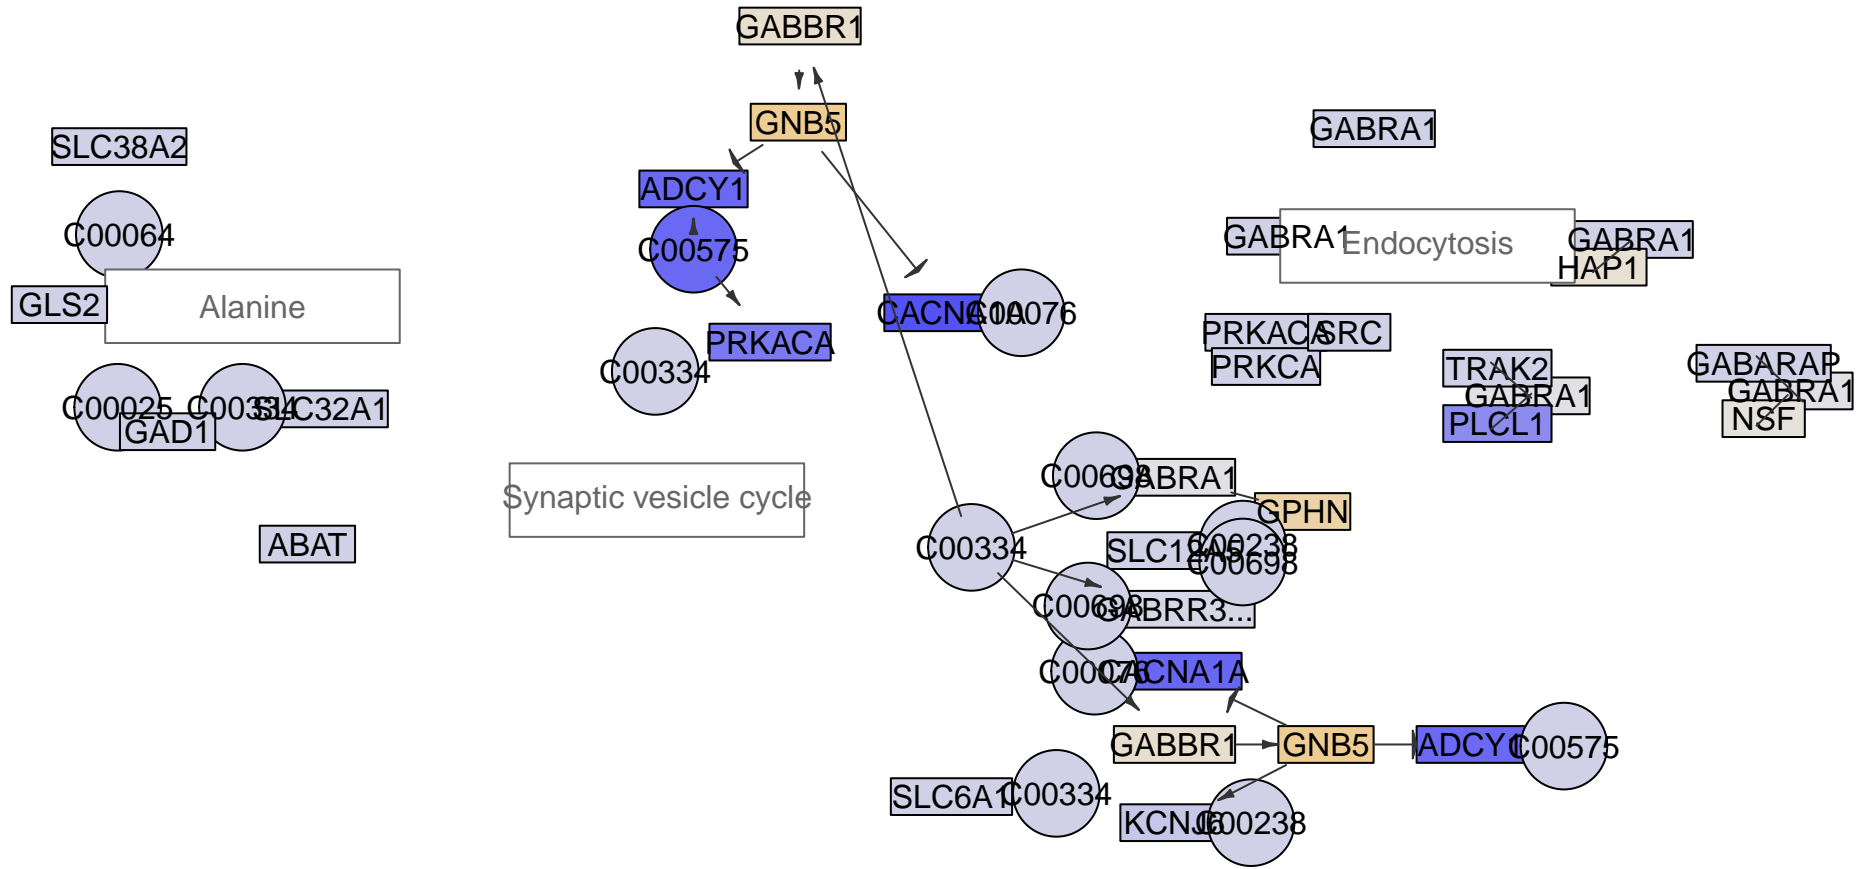 GABBR1
GNB5
GABRA1
SLC38A2
ADCY1
C00064
C00575
GABRA1
Endocytosis
GABRA1
HAP1
GLS2
Alanine
CACNA1A
C00076
PRKACA
PRKACA
SRC
PRKCA
C00334
TRAK2
GABARAP
GABRA1
GABRA1
C00025
C00334
SLC32A1
GAD1
PLCL1
NSF
C00698
GABRA1
Synaptic vesicle cycle
GPHN
ABAT
C00334
SLC12A5
C00238
C00698
C00698
GABRR3...
C00076
CACNA1A
GABBR1
GNB5
ADCY1
C00575
SLC6A1
C00334
KCNJ6
C00238